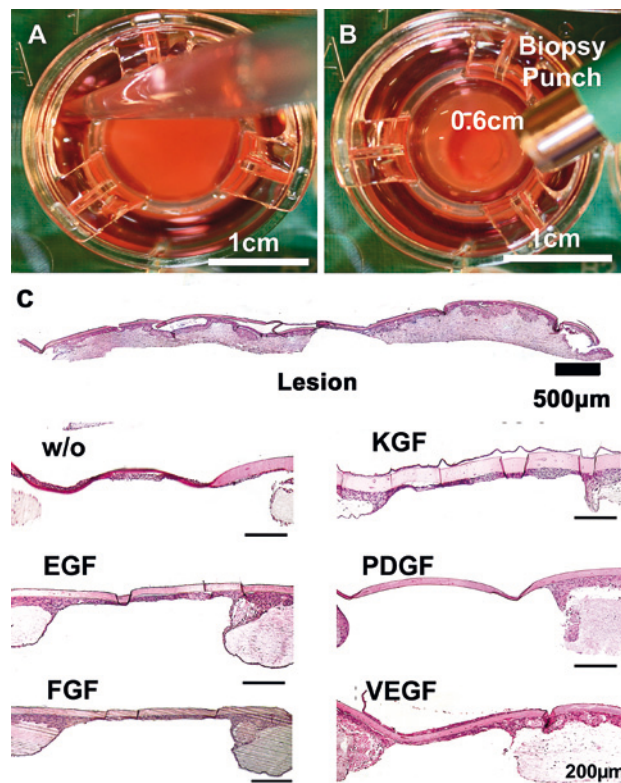 A
1cm
B
Biopsy
Punch
0.6cm
1cm
C
Lesion
500µm
w/o
KGF
EGF
PDGF
FGF
VEGF
200µm